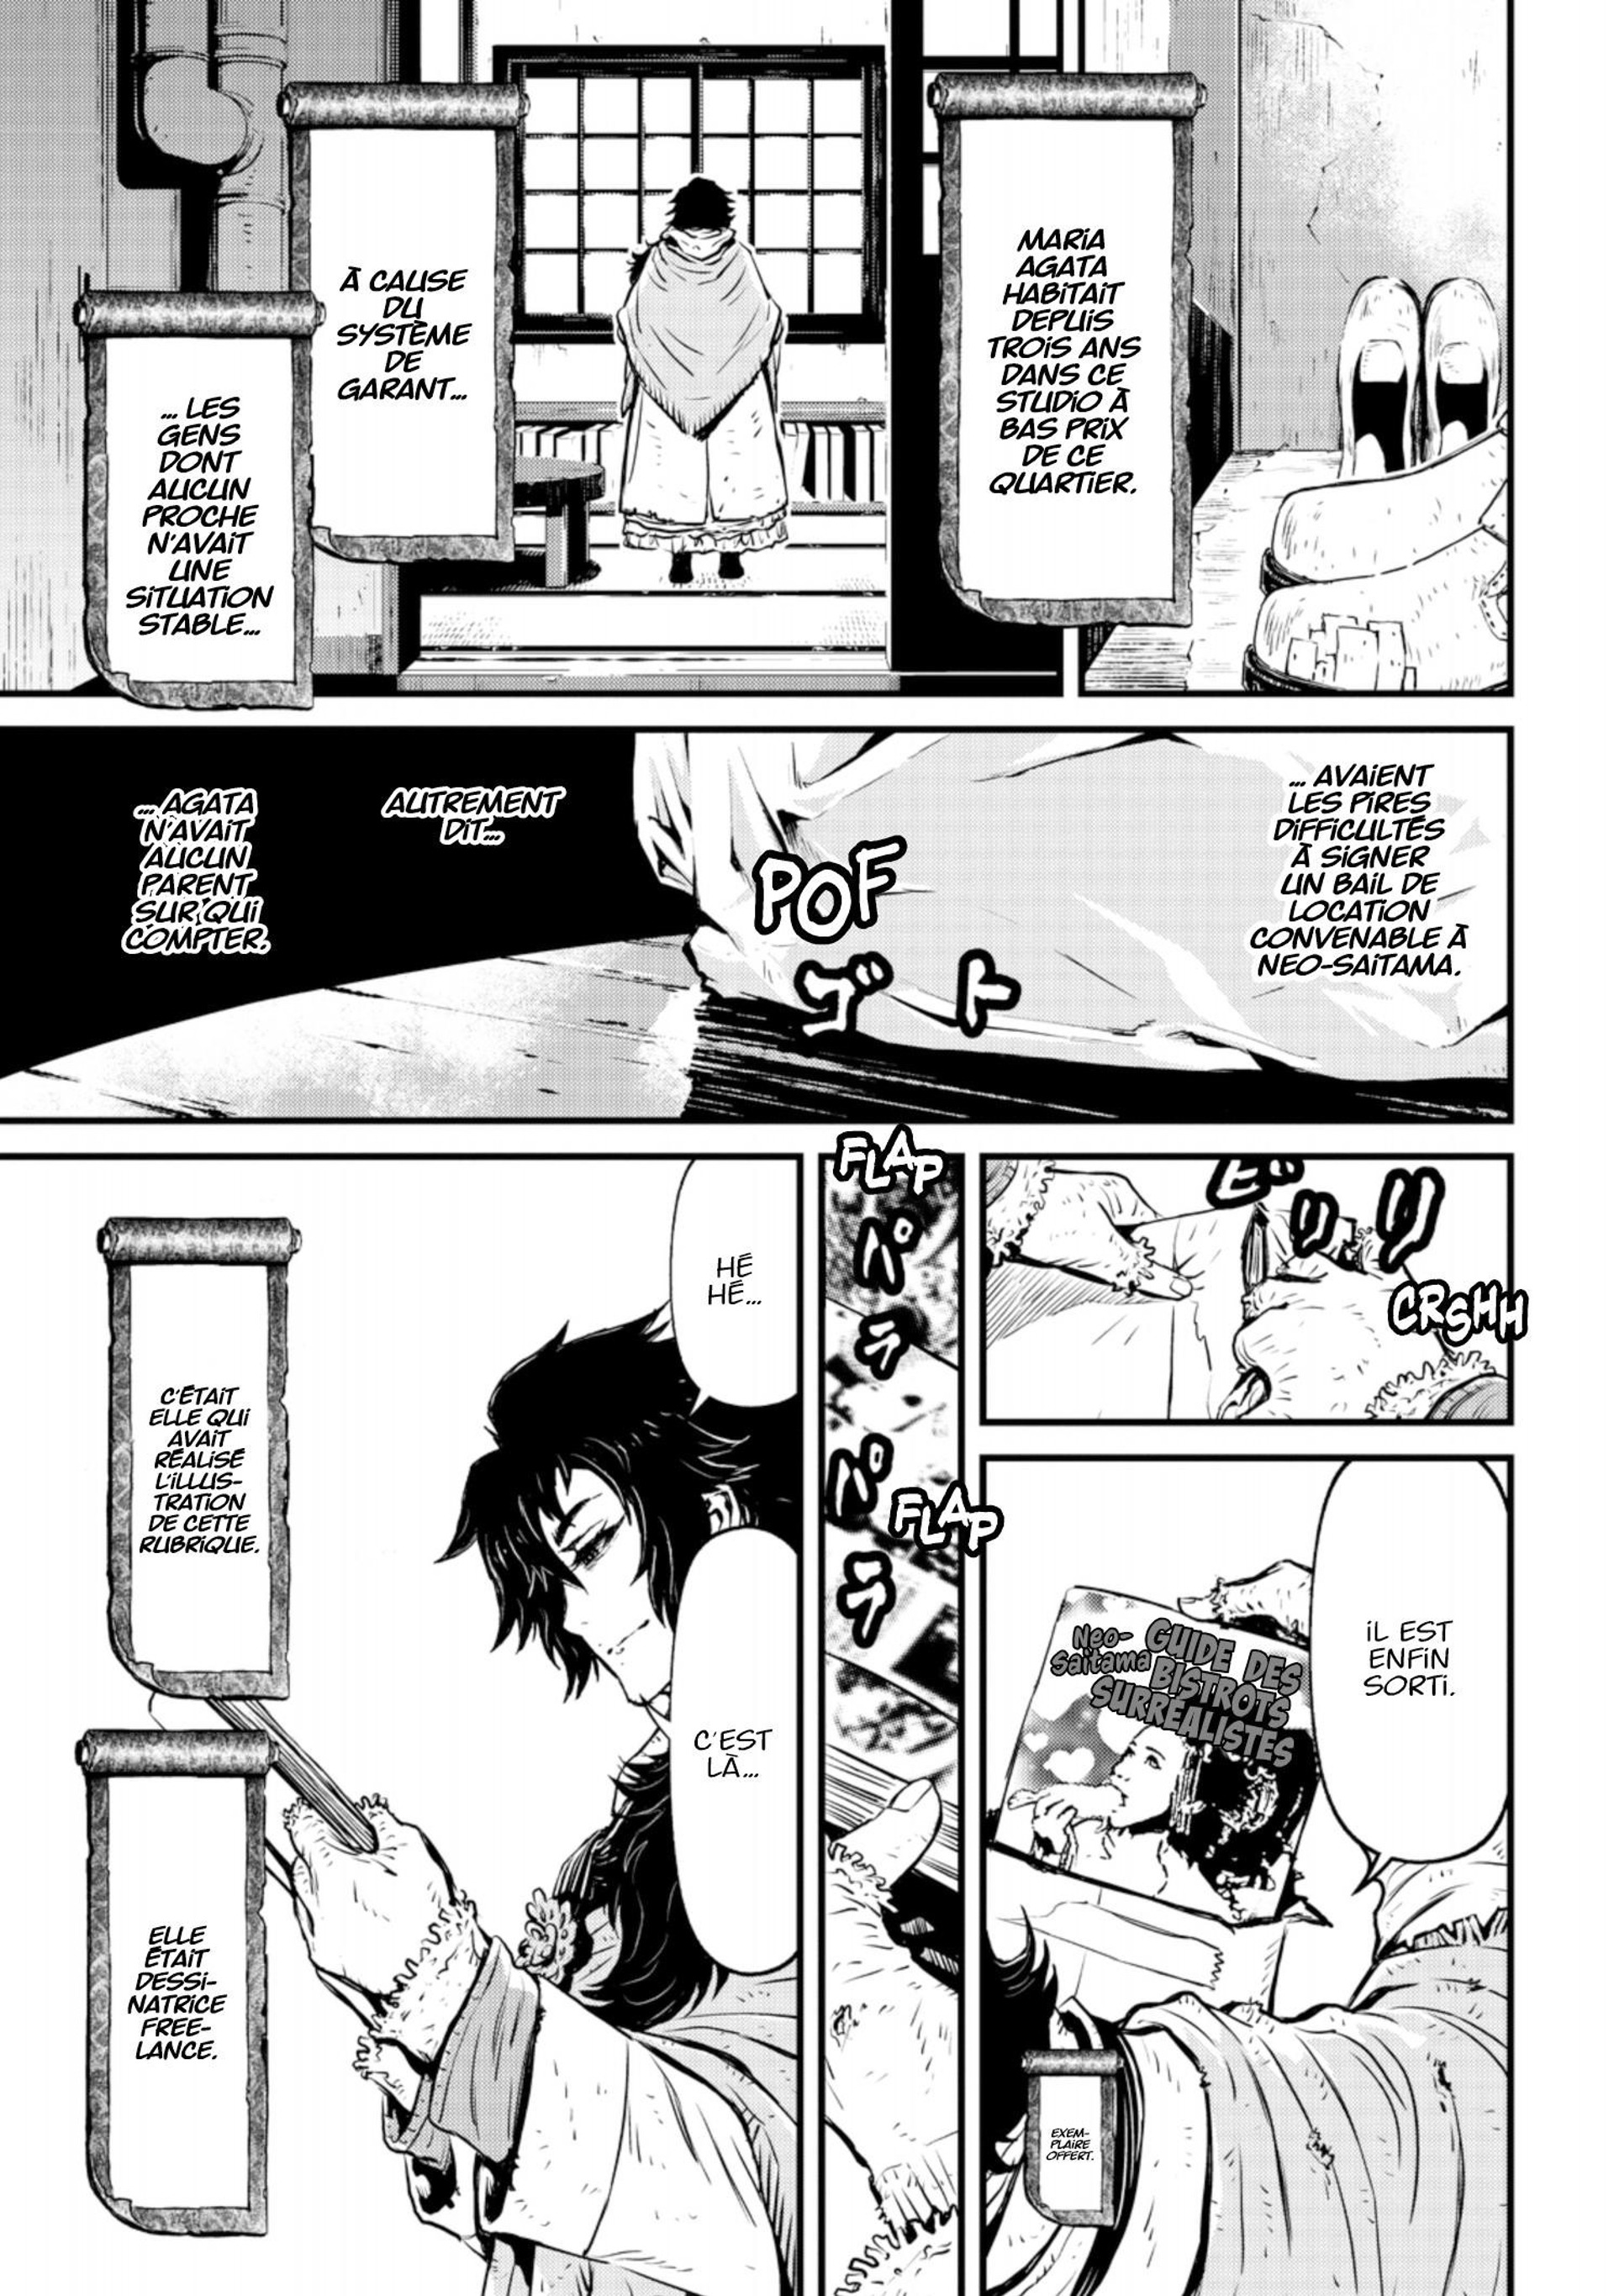 MARIA
AGATA
HABITAIT
DEPUIS
TROIS ANS
DANS CE
STUDIO À
BAS PRIX
DE CE
QUARTIER.
À CAUSE
DU
SYSTÈME
DE
GARANT...
... LES
GENS
DONT
AUCUN
PROCHE
N'AVAIT
UNE
SITUATION
STABLE...
... AVAIENT
LES PIRES
DIFFICULTÉS
À SIGNER
UN BAIL DE
LOCATION
CONVENABLE À
NEO-SAITAMA.
POF
ゴト
AUTREMENT
DIT...
... AGATA
N'AVAIT
AUCUN
PARENT
SUR QUI
COMPTER.
ビリリ
CRSHH
IL EST
ENFIN
SORTI.
Neo-
Saitama
GUIDE DES
BISTROTS
SURRÉALISTES
EXEM-
PLAIRE
OFFERT.
FLAP
パラ
パラ
FLAP
HÉ
HÉ...
C'EST
LÀ...
C'ÉTAIT
ELLE QUI
AVAIT
RÉALISÉ
L'ILLUS-
TRATION
DE CETTE
RUBRIQUE.
ELLE
ÉTAIT
DESSI-
NATRICE
FREE-
LANCE.